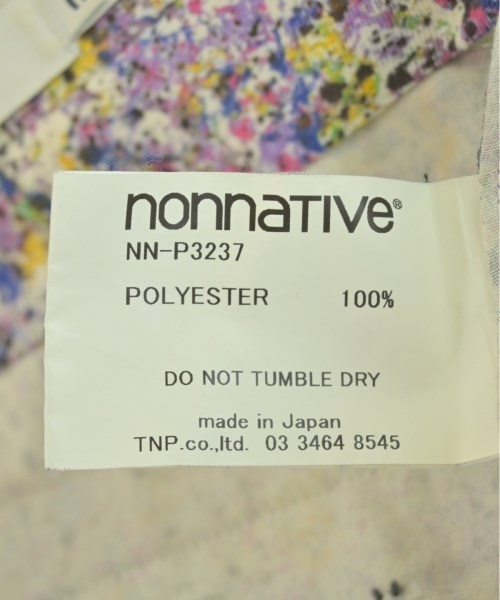 nonnative®
NN-P3237
POLYESTER 100%
DO NOT TUMBLE DRY
made in Japan
TNP.co.,ltd. 03 3464 8545